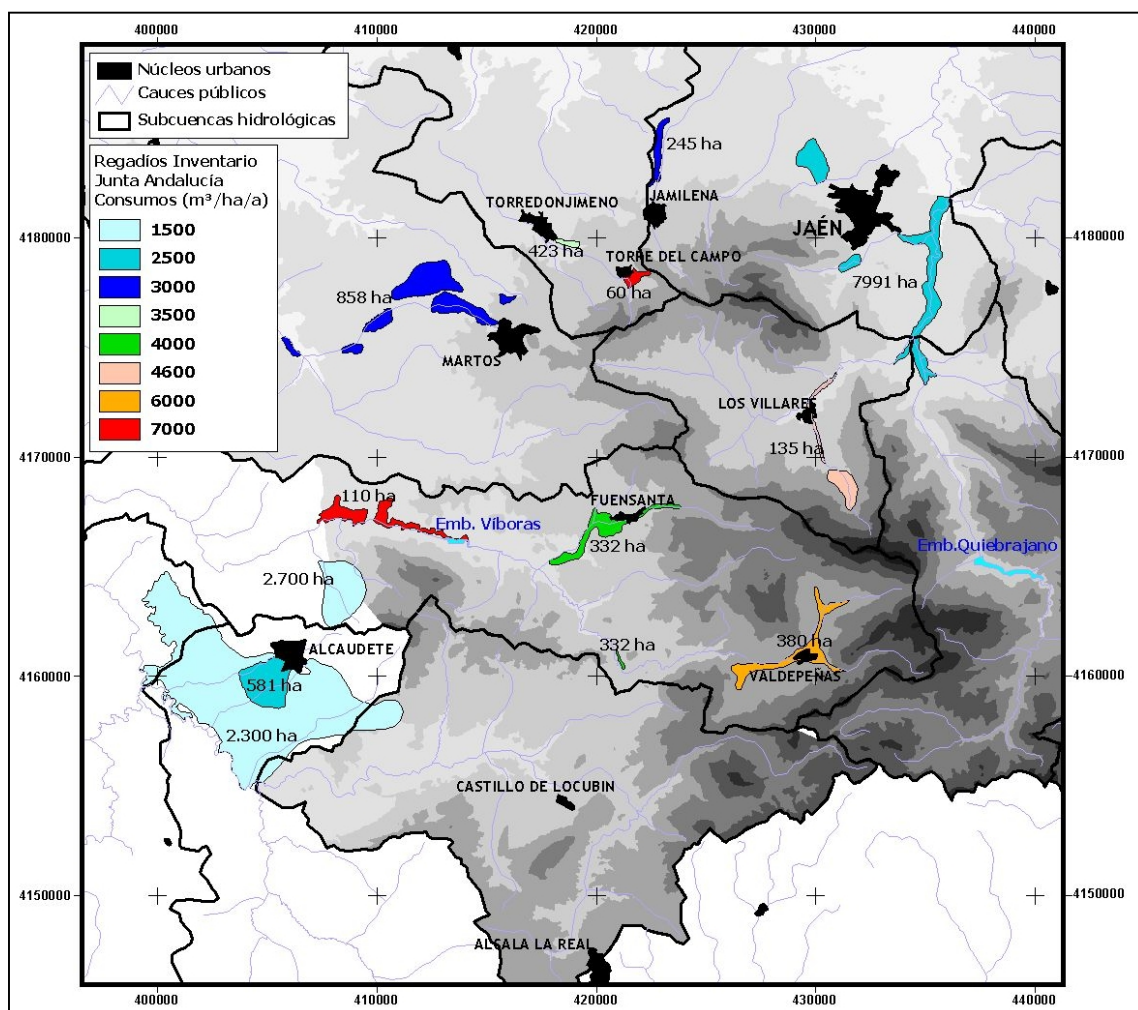 400000 410000 420000 430000 440000
Núcleos urbanos
Cauces públicos
Subcuencas hidrológicas
Regadíos Inventario
Junta Andalucía
Consumos (m³/ha/a)
1500
2500
3000
3500
4000
4600
6000
7000
245 ha
JAMILENA
TORREDONJIMENO
423 ha
TORRE DEL CAMPO
60 ha
JAÉN
7991 ha
4180000 4180000
858 ha
MARTOS
LOS VILLARES
135 ha
4170000 4170000
110 ha
Emb. Víboras
FUENSANTA
332 ha
Emb.Quiebrajano
2.700 ha
332 ha
380 ha
VALDEPEÑAS
ALCAUDETE
581 ha
4160000 4160000
2.300 ha
CASTILLO DE LOCUBIN
4150000 4150000
ALCALA LA REAL
400000 410000 420000 430000 440000